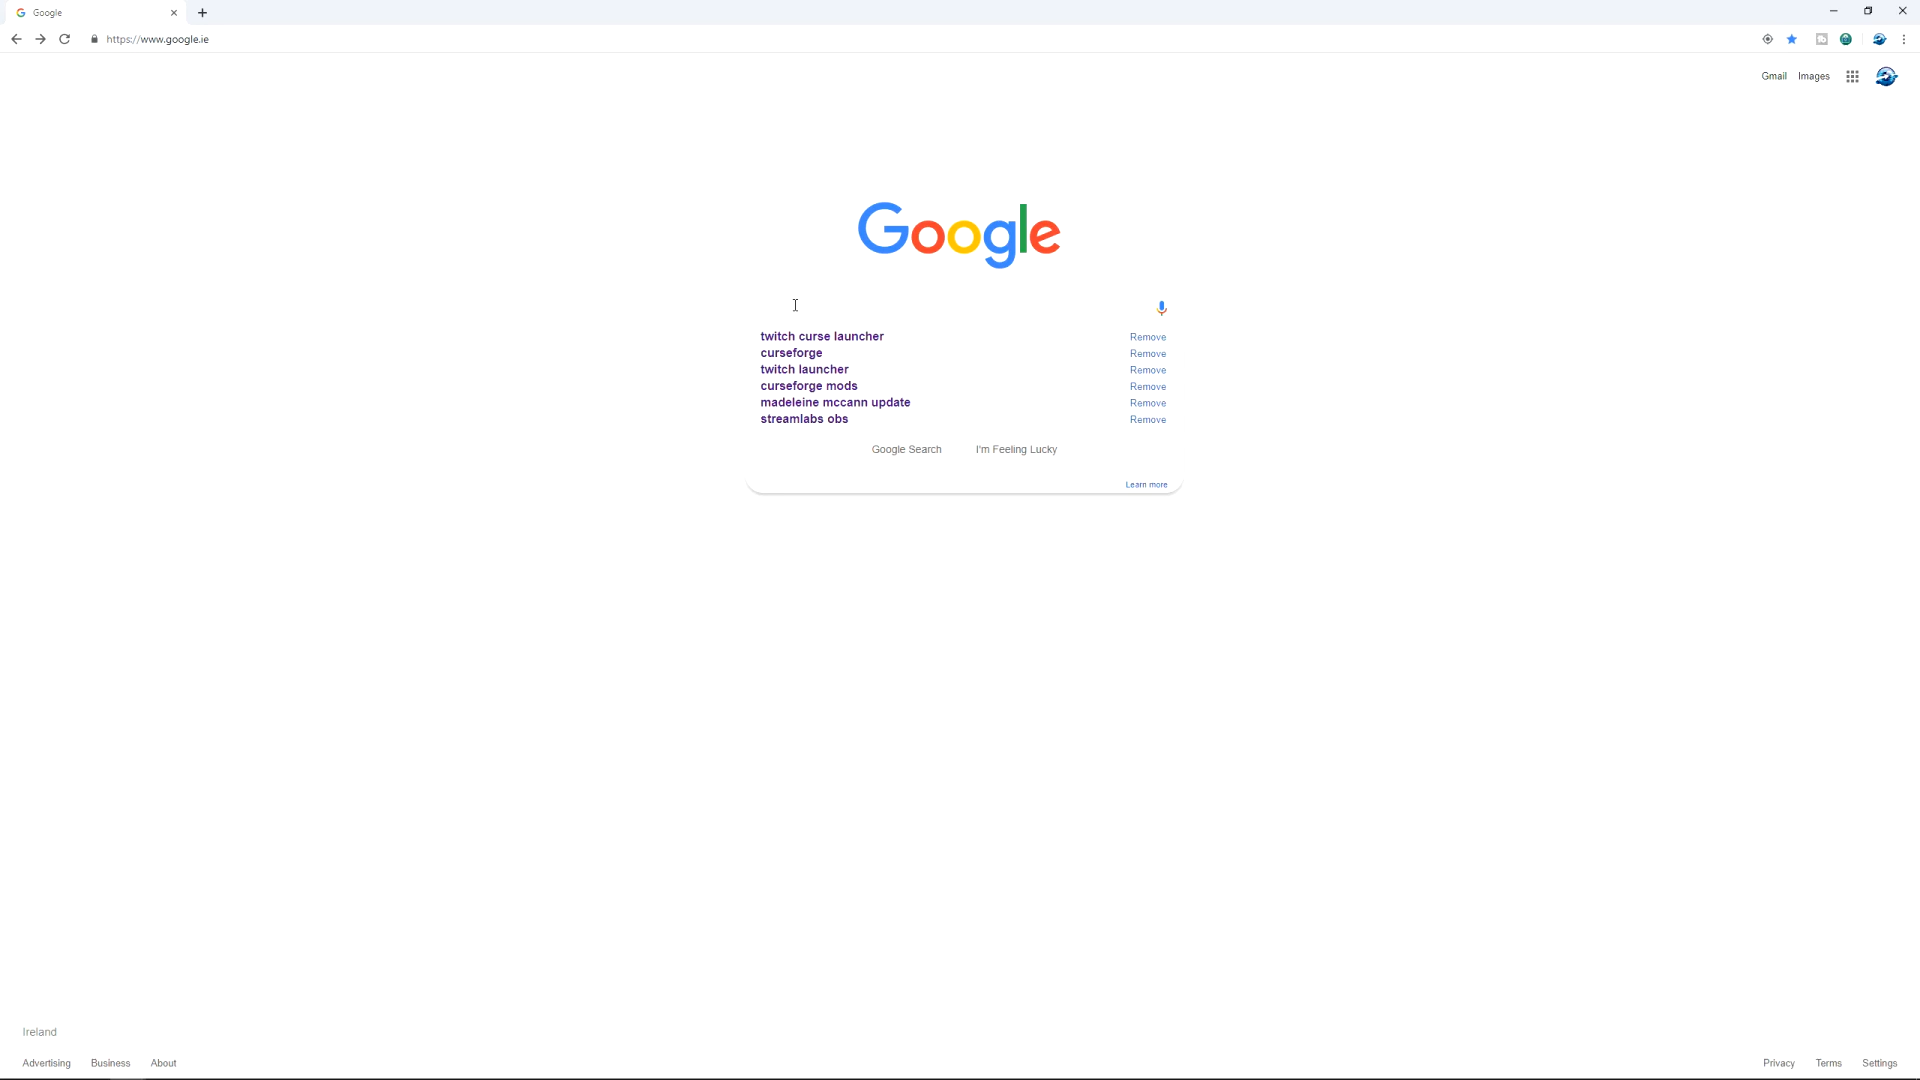 Google
https://www.google.ie
Gmail Images
Google
twitch curse launcher Remove
curseforge Remove
twitch launcher Remove
curseforge mods Remove
madeleine mccann update Remove
streamlabs obs Remove
Google Search I'm Feeling Lucky
Learn more
Ireland
Advertising Business About Privacy Terms Settings